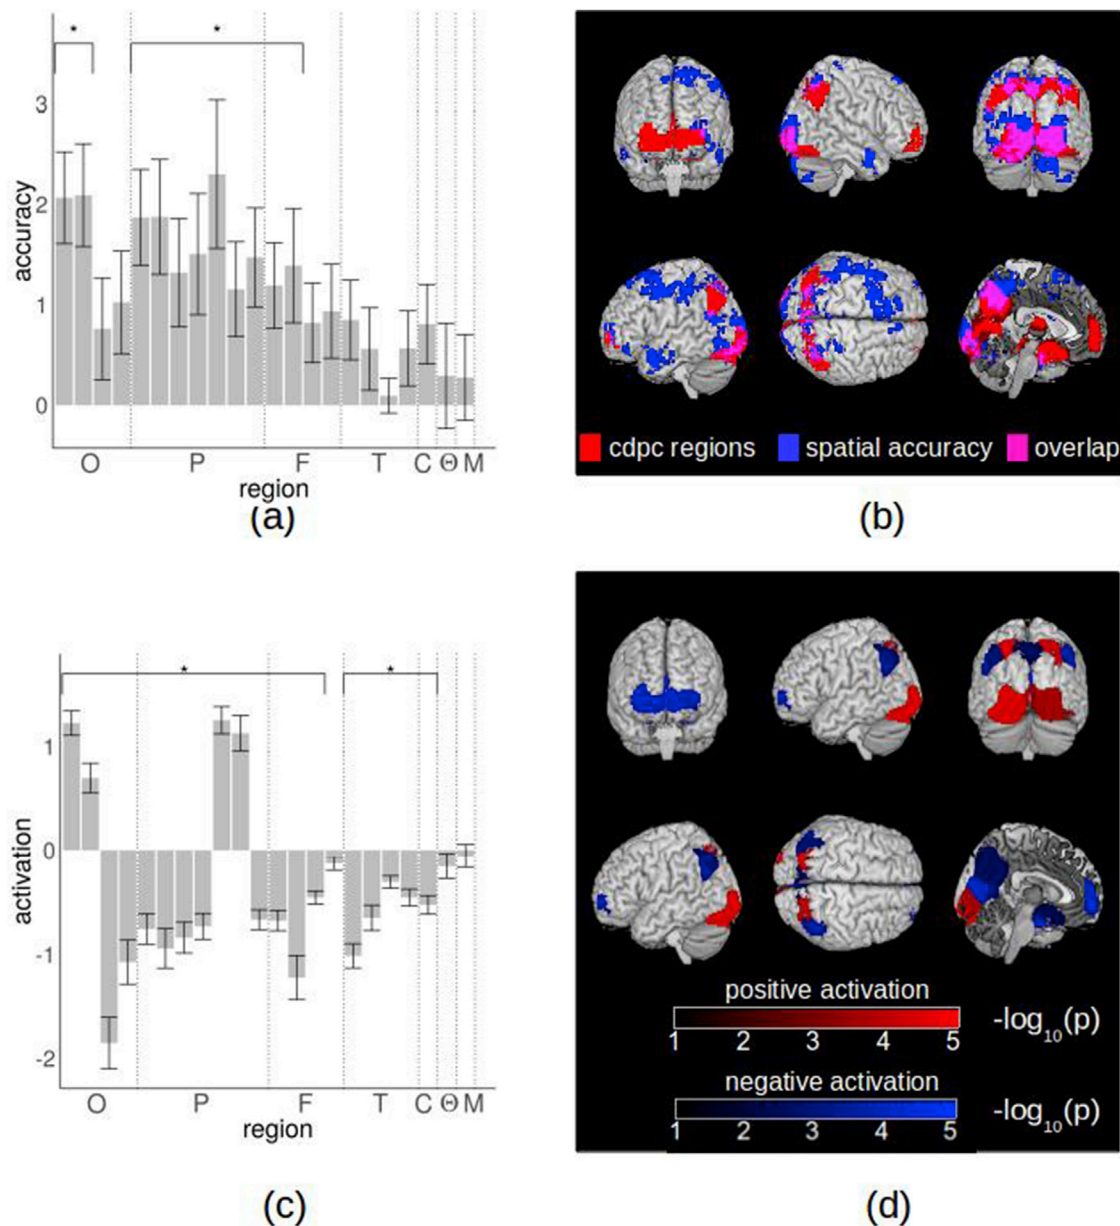 * *
accuracy
3
2
1
0
O P F T C Θ M
region
(a)
cdpc regions spatial accuracy overlap
(b)
* *
activation
1
0
-1
-2
O P F T C Θ M
region
(c)
positive activation
-log10(p)
1 2 3 4 5
negative activation
-log10(p)
1 2 3 4 5
(d)